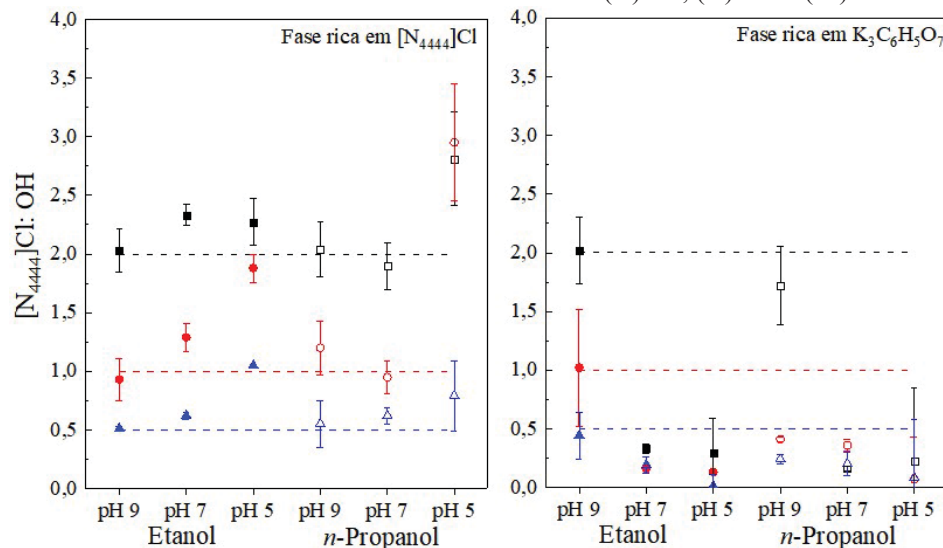 4,0
3,5
3,0
2,5
2,0
1,5
1,0
0,5
0,0
[N₄₄₄₄]Cl: OH
Fase rica em [N₄₄₄₄]Cl
pH 9 pH 7 pH 5 pH 9 pH 7 pH 5
Etanol n-Propanol
4,0
3,5
3,0
2,5
2,0
1,5
1,0
0,5
0,0
Fase rica em K₃C₆H₅O₇
pH 9 pH 7 pH 5 pH 9 pH 7 pH 5
Etanol n-Propanol